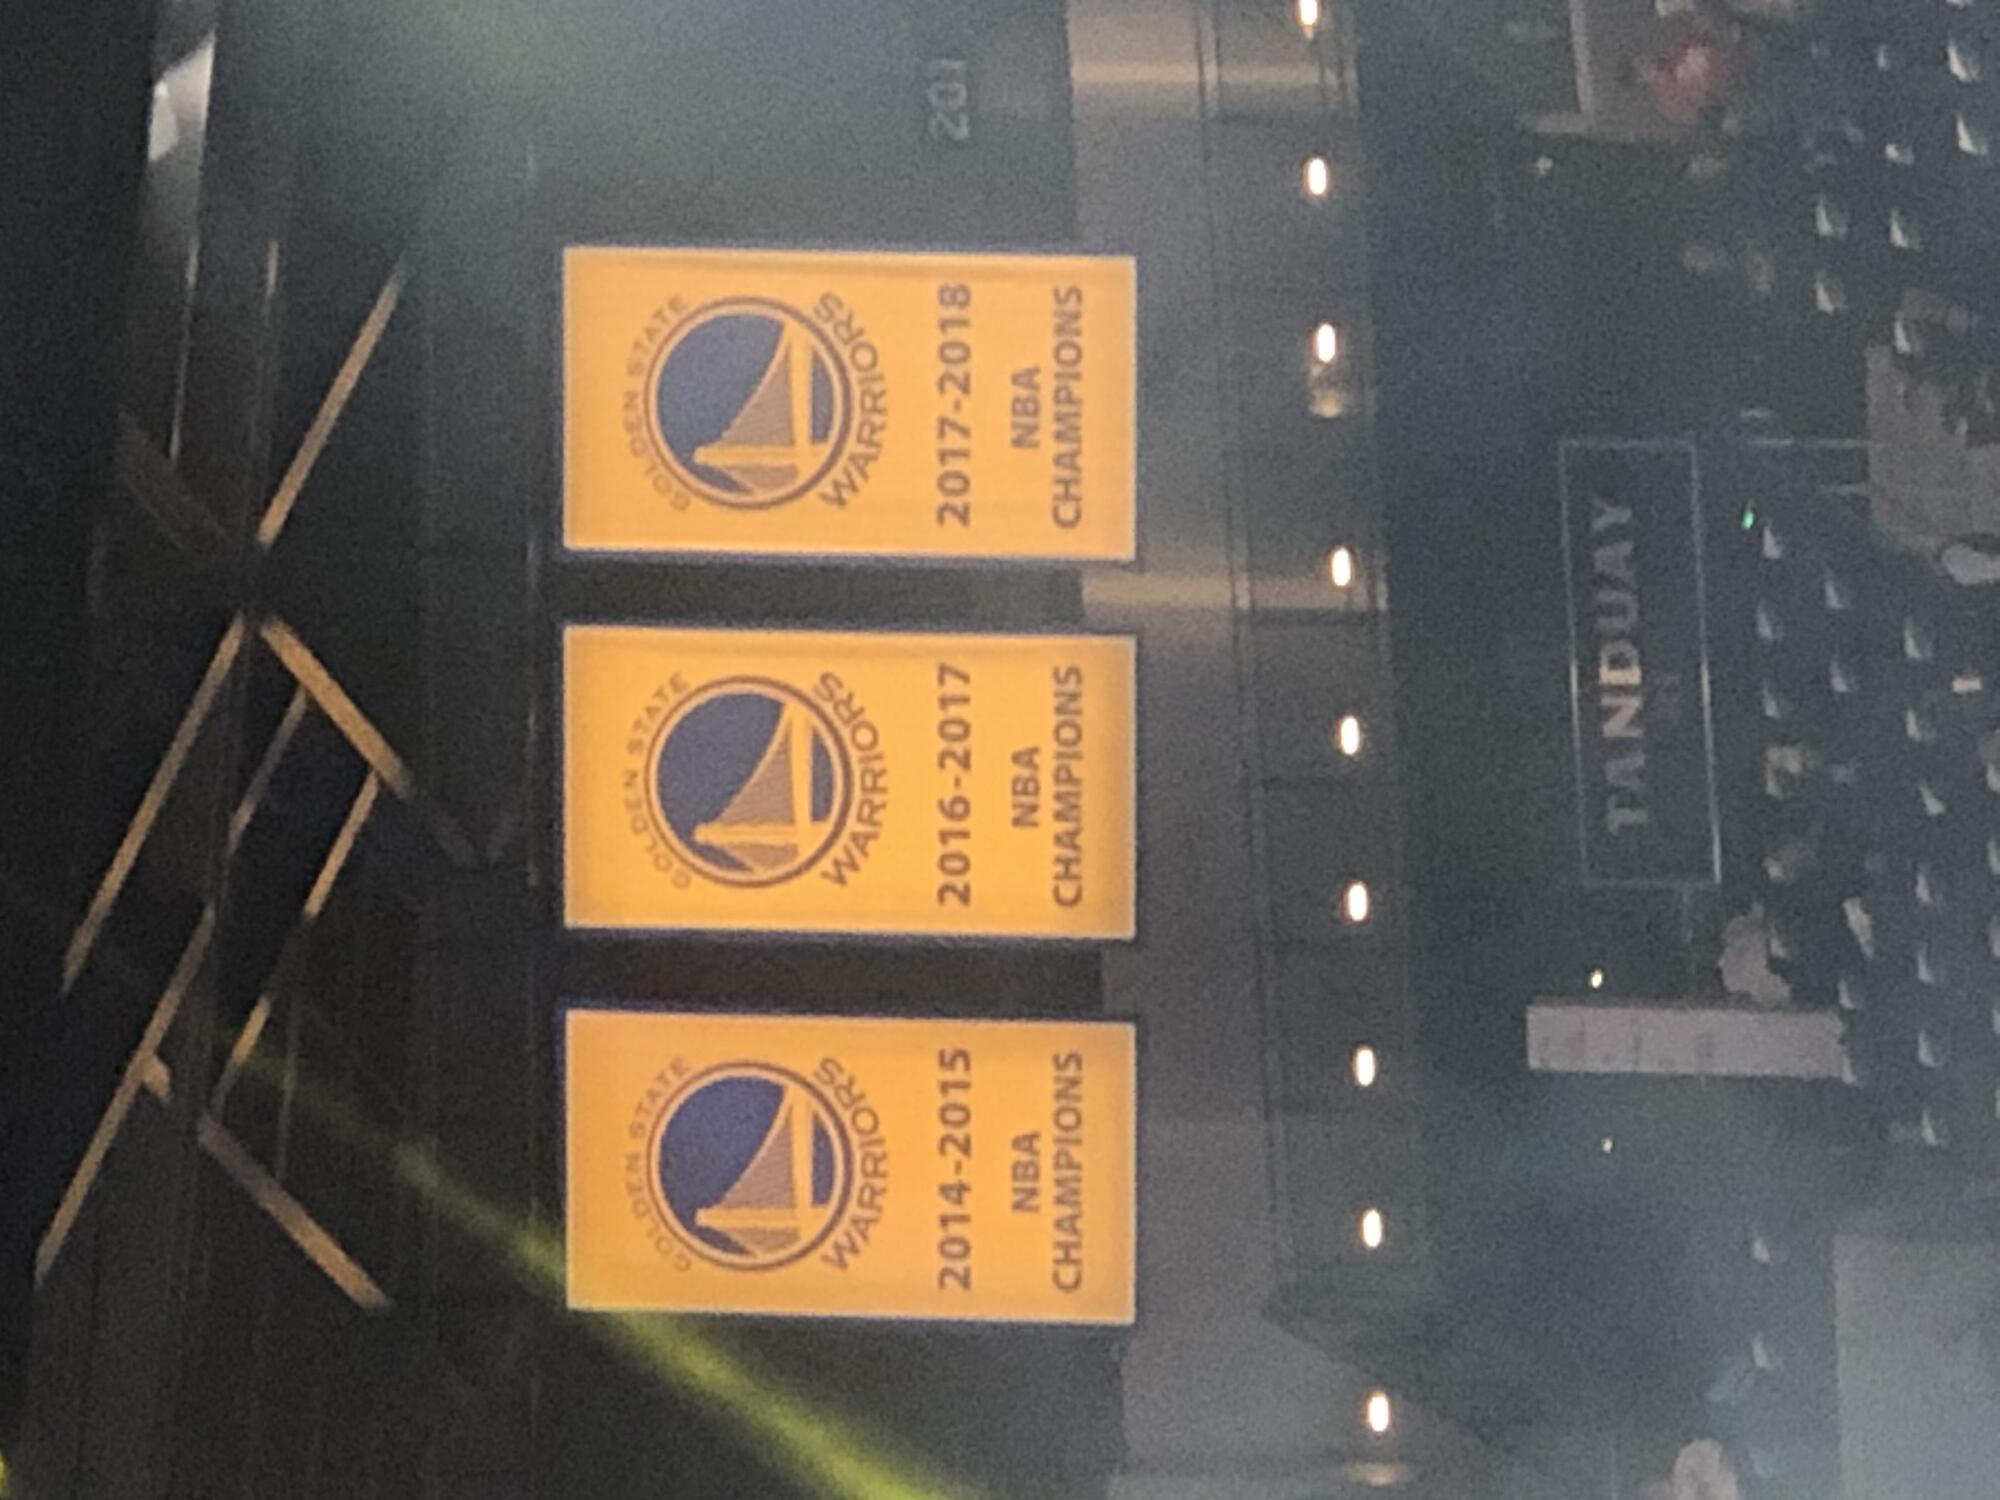 GOLDEN STATE
WARRIORS
2014-2015
NBA
CHAMPIONS
GOLDEN STATE
WARRIORS
2016-2017
NBA
CHAMPIONS
GOLDEN STATE
WARRIORS
2017-2018
NBA
CHAMPIONS
201
TANDUAY